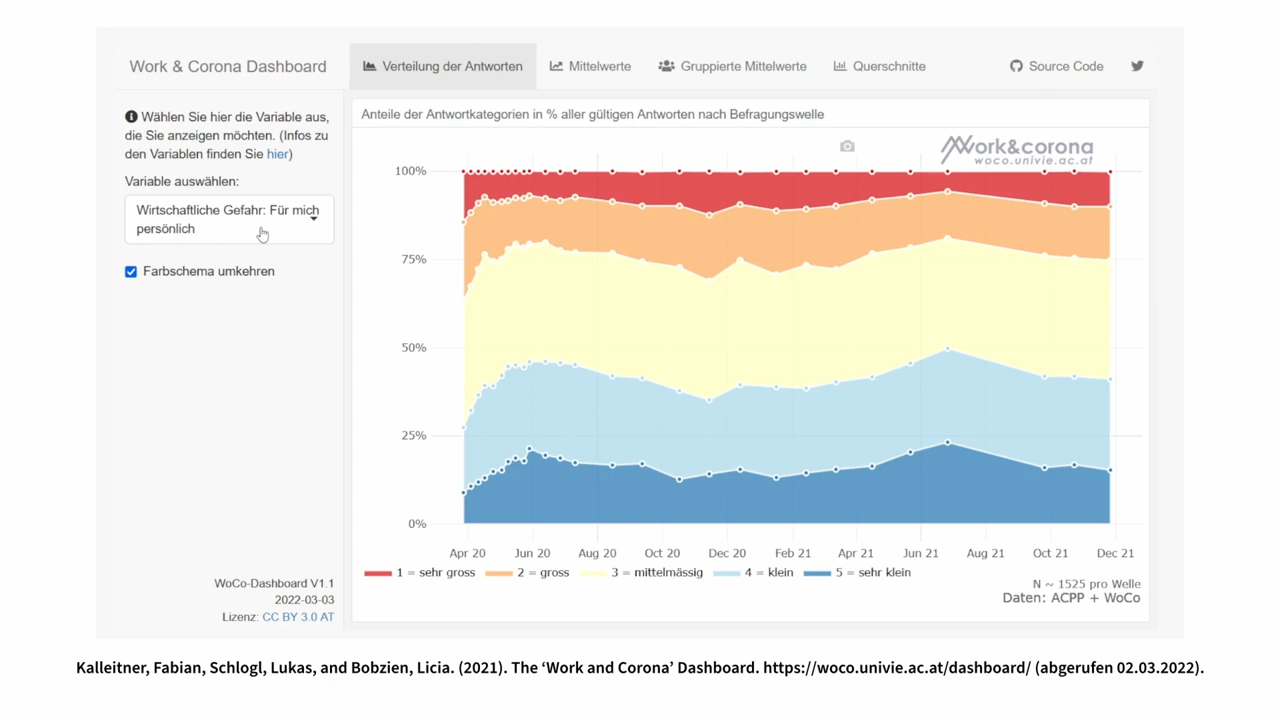 Work & Corona Dashboard
Verteilung der Antworten
Mittelwerte
Gruppierte Mittelwerte
Querschnitte
Source Code
Wählen Sie hier die Variable aus,
die Sie anzeigen möchten. (Infos zu
den Variablen finden Sie hier)
Variable auswählen:
Wirtschaftliche Gefahr: Für mich
persönlich
Farbschema umkehren
WoCo-Dashboard V1.1
2022-03-03
Lizenz: CC BY 3.0 AT
Anteile der Antwortkategorien in % aller gültigen Antworten nach Befragungswelle
Work&corona
woco.univie.ac.at
100%
75%
50%
25%
0%
Apr 20 Jun 20 Aug 20 Oct 20 Dec 20 Feb 21 Apr 21 Jun 21 Aug 21 Oct 21 Dec 21
1 = sehr gross 2 = gross 3 = mittelmässig 4 = klein 5 = sehr klein
N ~ 1525 pro Welle
Daten: ACPP + WoCo
Kalleitner, Fabian, Schlogl, Lukas, and Bobzien, Licia. (2021). The ‘Work and Corona’ Dashboard. https://woco.univie.ac.at/dashboard/ (abgerufen 02.03.2022).